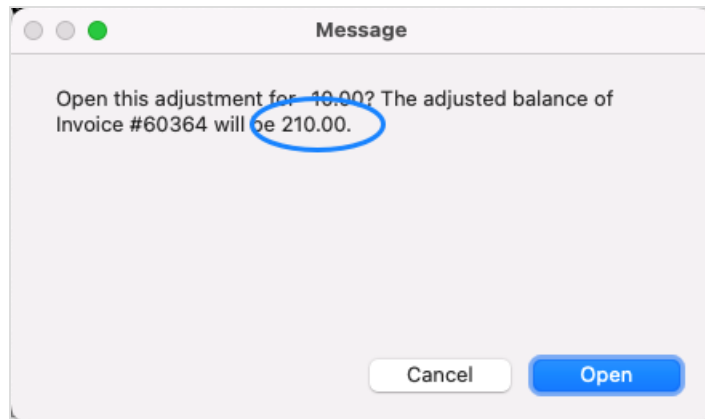 Message
Open this adjustment for -10.00? The adjusted balance of
Invoice #60364 will be 210.00.
Cancel
Open